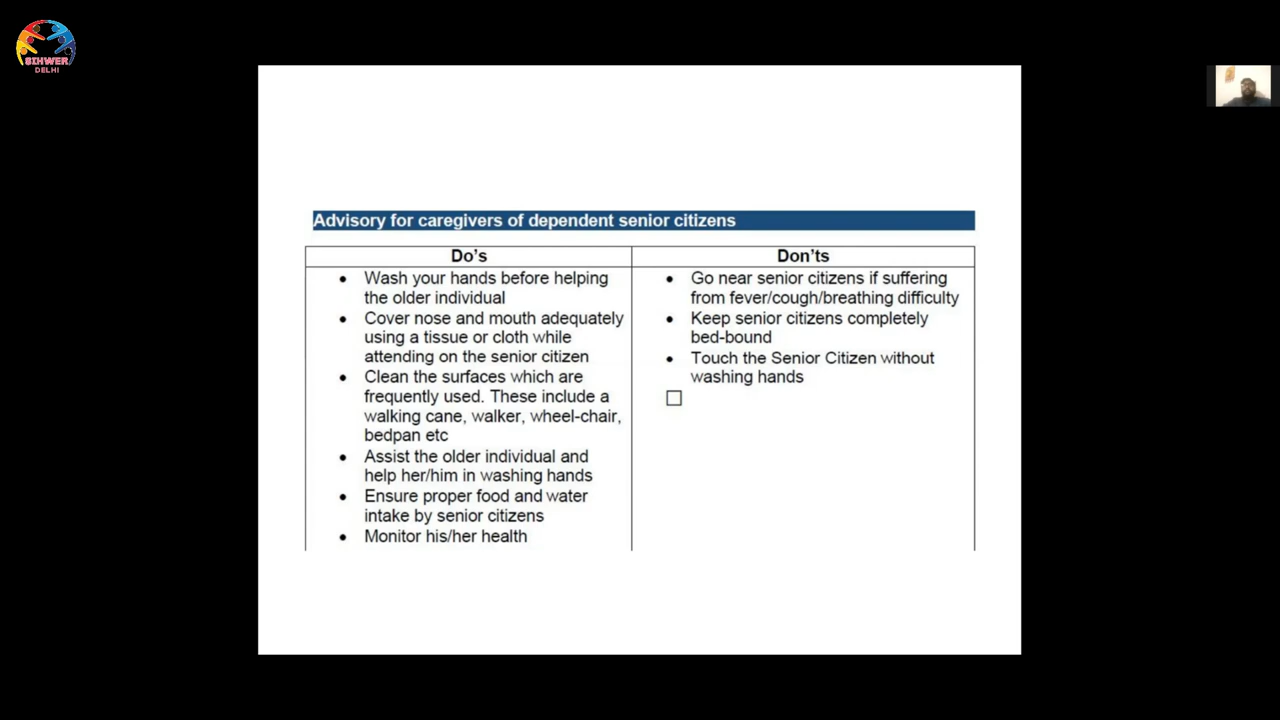 SIHWER
DELHI
Advisory for caregivers of dependent senior citizens
Do's
Don'ts
• Wash your hands before helping
the older individual
• Cover nose and mouth adequately
using a tissue or cloth while
attending on the senior citizen
• Clean the surfaces which are
frequently used. These include a
walking cane, walker, wheel-chair,
bedpan etc
• Assist the older individual and
help her/him in washing hands
• Ensure proper food and water
intake by senior citizens
• Monitor his/her health
• Go near senior citizens if suffering
from fever/cough/breathing difficulty
• Keep senior citizens completely
bed-bound
• Touch the Senior Citizen without
washing hands